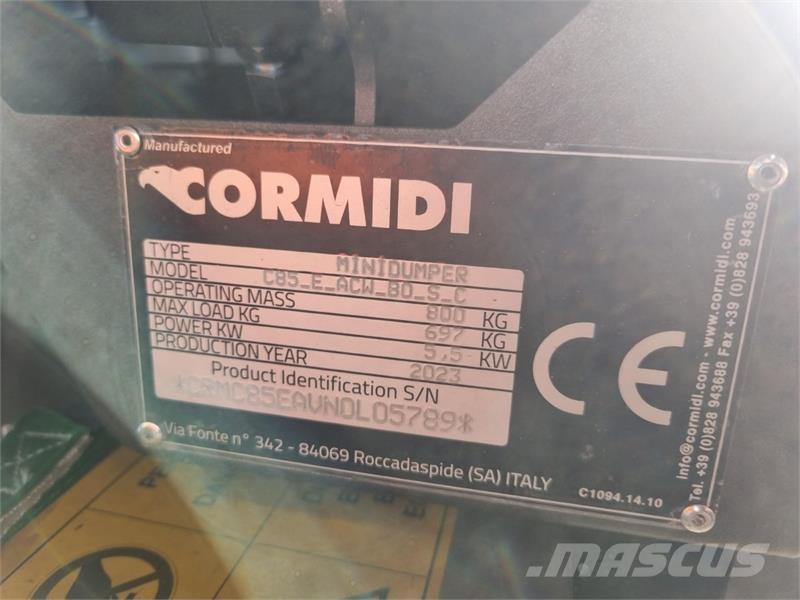 Manufactured
CORMIDI
TYPE MINIDUMPER
MODEL C85_E_ACW_BD_S_C
OPERATING MASS 800 KG
MAX LOAD KG 697 KG
POWER KW 5,5 KW
PRODUCTION YEAR 2023
Product Identification S/N
*CRMC85EAVNDL05789*
Via Fonte n° 342 - 84069 Roccadaspide (SA) ITALY
CE
C1094.14.10
info@cormidi.com - www.cormidi.com
Tel. +39 (0)828 943688 Fax +39 (0)828 943693
MASCUS